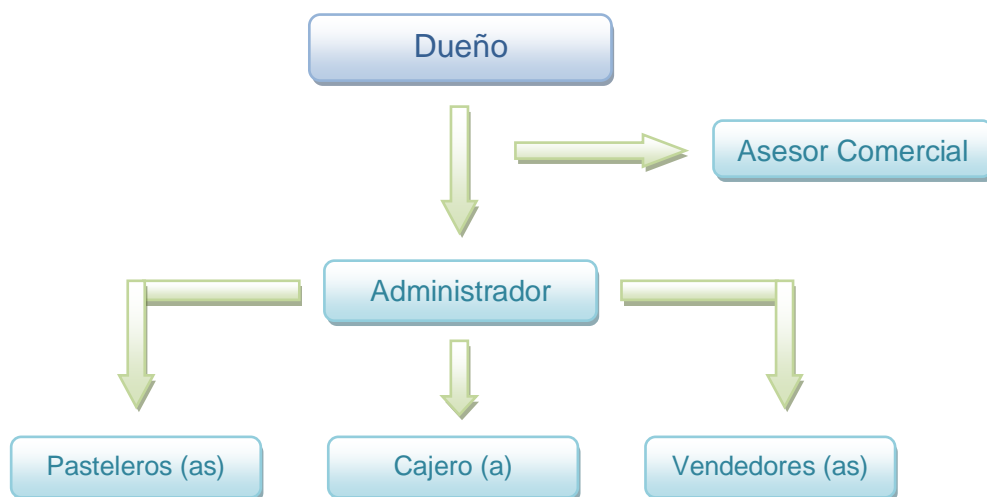 Dueño
Asesor Comercial
Administrador
Pasteleros (as)
Cajero (a)
Vendedores (as)